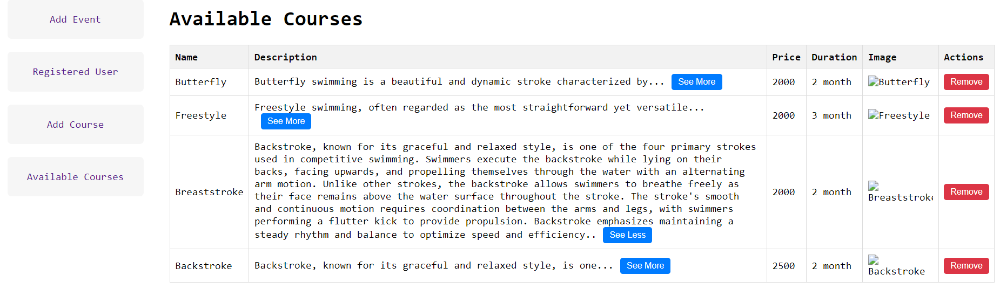 Add Event
Registered User
Add Course
Available Courses
Available Courses
Name Description Price Duration Image Actions
Butterfly Butterfly swimming is a beautiful and dynamic stroke characterized by... See More 2000 2 month Butterfly Remove
Freestyle swimming, often regarded as the most straightforward yet versatile...
Freestyle 2000 3 month Freestyle Remove
See More
Backstroke, known for its graceful and relaxed style, is one of the four primary strokes
used in competitive swimming. Swimmers execute the backstroke while lying on their
backs, facing upwards, and propelling themselves through the water with an alternating
arm motion. Unlike other strokes, the backstroke allows swimmers to breathe freely as
Breaststroke 2000 2 month Breaststroke Remove
their face remains above the water surface throughout the stroke. The stroke's smooth
and continuous motion requires coordination between the arms and legs, with swimmers
performing a flutter kick to provide propulsion. Backstroke emphasizes maintaining a
steady rhythm and balance to optimize speed and efficiency.. See Less
Backstroke Backstroke, known for its graceful and relaxed style, is one... See More 2500 2 month Backstroke Remove